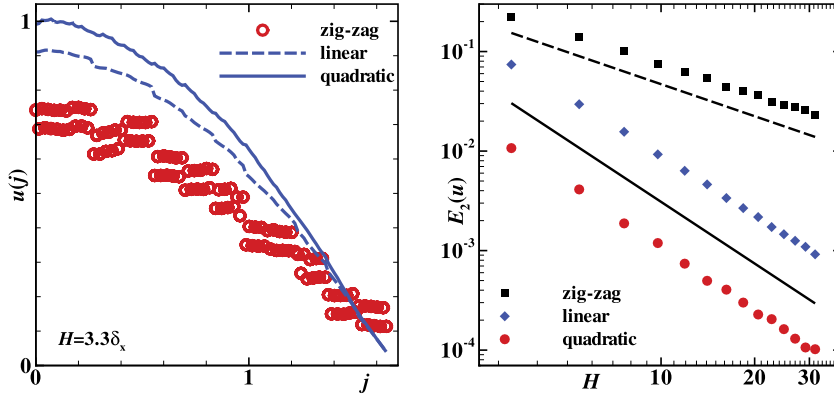 1
zig-zag
linear
quadratic
u(j)
H=3.3δx
0
0
1
j
10⁻¹
10⁻²
E₂(u)
10⁻³
10⁻⁴
zig-zag
linear
quadratic
H
10
20
30